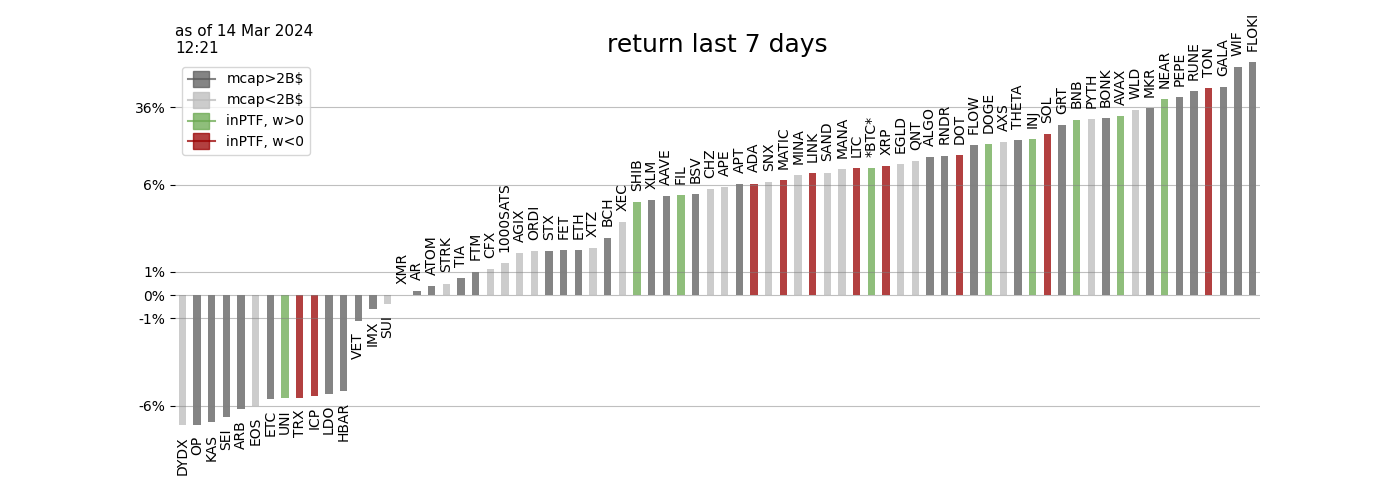 as of 14 Mar 2024
12:21
return last 7 days
mcap>2B$
mcap<2B$
inPTF, w>0
inPTF, w<0
36%
6%
1%
0%
-1%
-6%
DYDX
OP
KAS
SEI
ARB
EOS
ETC
UNI
TRX
ICP
LDO
HBAR
VET
IMX
SUI
XMR
AR
ATOM
STRK
TIA
FTM
CFX
1000SATS
AGIX
ORDI
STX
FET
ETH
XTZ
BCH
XEC
SHIB
XLM
AAVE
FIL
BSV
CHZ
APE
APT
ADA
SNX
MATIC
MINA
LINK
SAND
MANA
LTC
*BTC*
XRP
EGLD
QNT
ALGO
RNDR
DOT
FLOW
DOGE
AXS
THETA
INJ
SOL
GRT
BNB
PYTH
BONK
AVAX
WLD
MKR
NEAR
PEPE
RUNE
TON
GALA
WIF
FLOKI